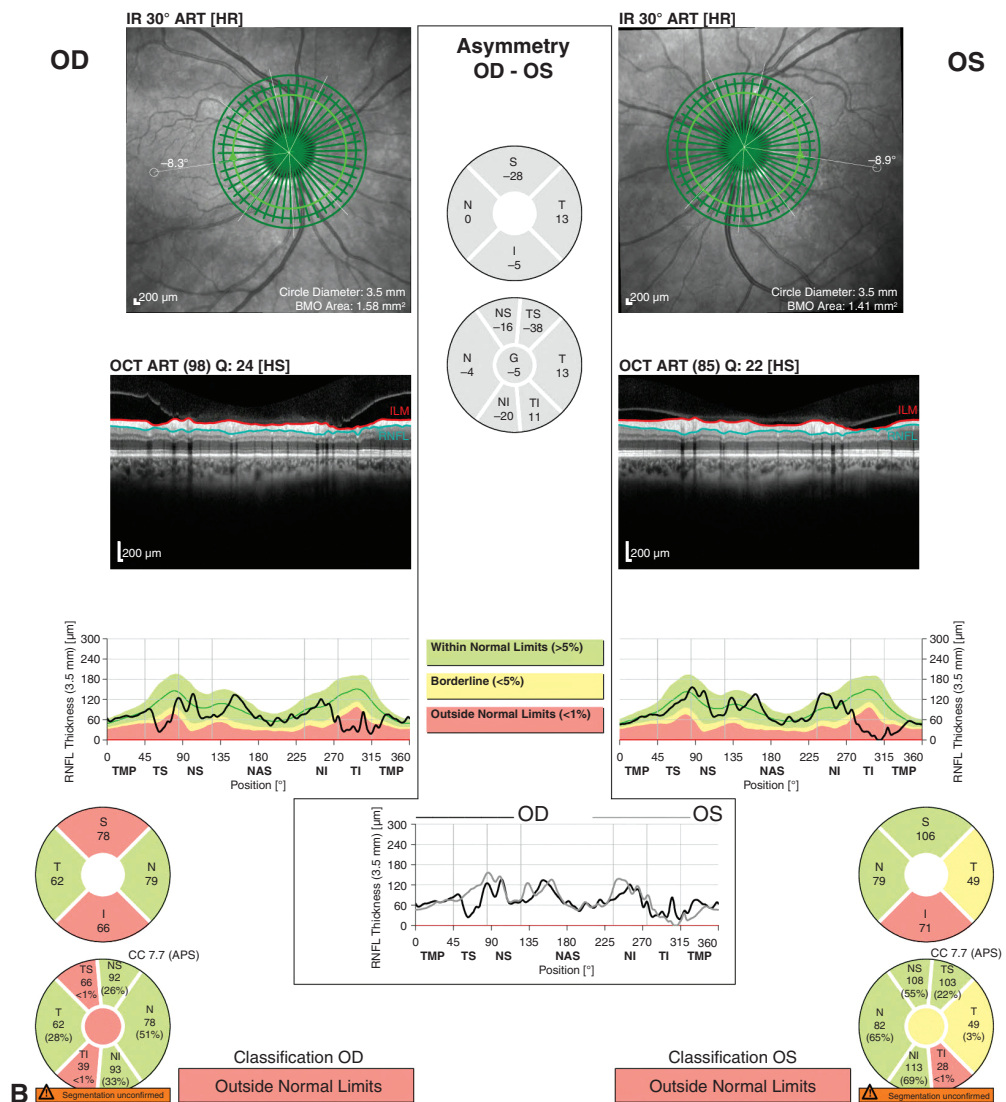 IR 30° ART [HR]
OD
–8.3°
200 µm
Circle Diameter: 3.5 mm
BMO Area: 1.58 mm²
Asymmetry
OD - OS
S
–28
N
0
T
13
I
–5
NS
–16
TS
–38
N
–4
G
–5
T
13
NI
–20
TI
11
IR 30° ART [HR]
OS
–8.9°
200 µm
Circle Diameter: 3.5 mm
BMO Area: 1.41 mm²
OCT ART (98) Q: 24 [HS]
ILM
RNFL
200 µm
OCT ART (85) Q: 22 [HS]
ILM
RNFL
200 µm
RNFL Thickness (3.5 mm) [µm]
300
240
180
120
60
0
0 45 90 135 180 225 270 315 360
TMP TS NS NAS NI TI TMP
Position [°]
Within Normal Limits (>5%)
Borderline (<5%)
Outside Normal Limits (<1%)
300
240
180
120
60
0
RNFL Thickness (3.5 mm) [µm]
0 45 90 135 180 225 270 315 360
TMP TS NS NAS NI TI TMP
Position [°]
OD
OS
RNFL Thickness (3.5 mm) [µm]
300
240
180
120
60
0
0 45 90 135 180 225 270 315 360
TMP TS NS NAS NI TI TMP
Position [°]
S
78
T
62
N
79
I
66
CC 7.7 (APS)
TS
66
<1%
NS
92
(26%)
T
62
(28%)
N
78
(51%)
TI
39
<1%
NI
93
(33%)
Segmentation unconfirmed
B
Classification OD
Outside Normal Limits
Classification OS
Outside Normal Limits
S
106
N
79
T
49
I
71
CC 7.7 (APS)
NS
108
(55%)
TS
103
(22%)
N
82
(65%)
T
49
(3%)
NI
113
(69%)
TI
28
<1%
Segmentation unconfirmed